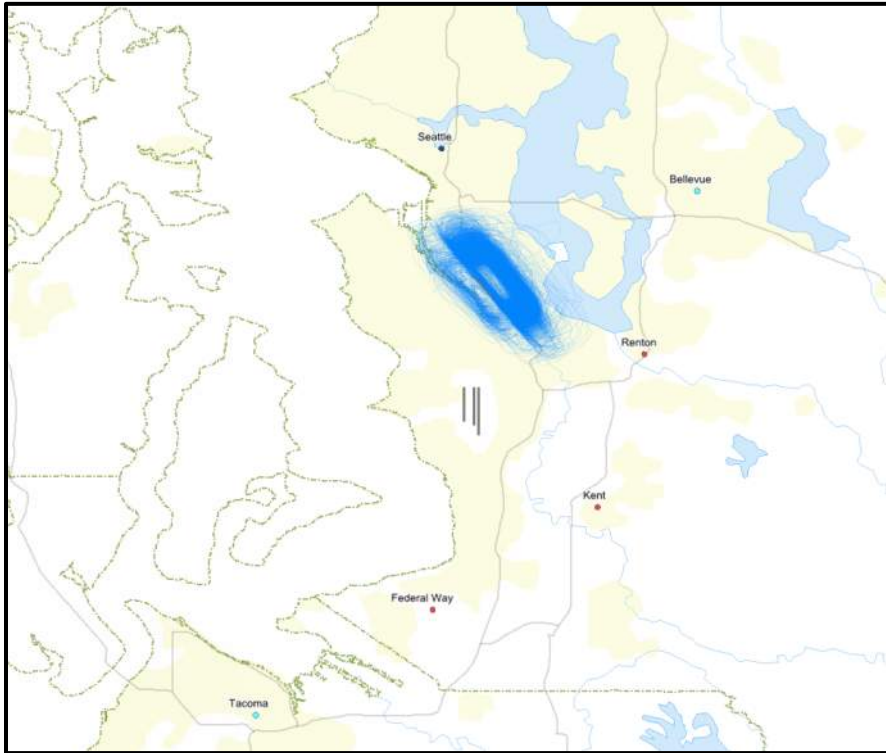 Seattle
Bellevue
Renton
Kent
Federal Way
Tacoma